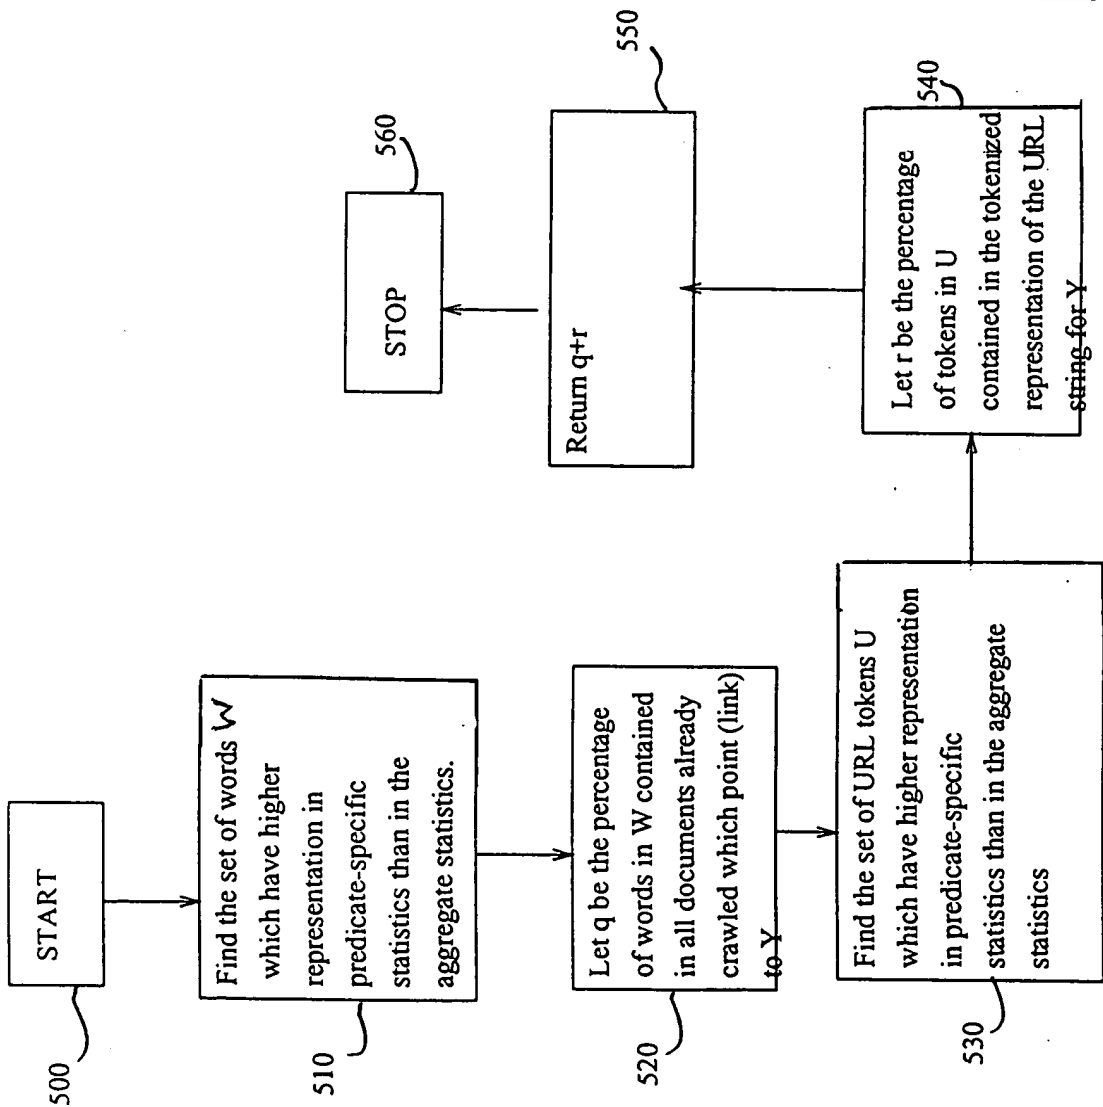 500
START
510
Find the set of words W
which have higher
representation in
predicate-specific
statistics than in the
aggregate statistics.
520
Let q be the percentage
of words in W contained
in all documents already
crawled which point (link)
to Y
530
Find the set of URL tokens U
which have higher representation
in predicate-specific
statistics than in the aggregate
statistics
540
Let r be the percentage
of tokens in U
contained in the tokenized
representation of the URL
string for Y
550
Return q+r
560
STOP